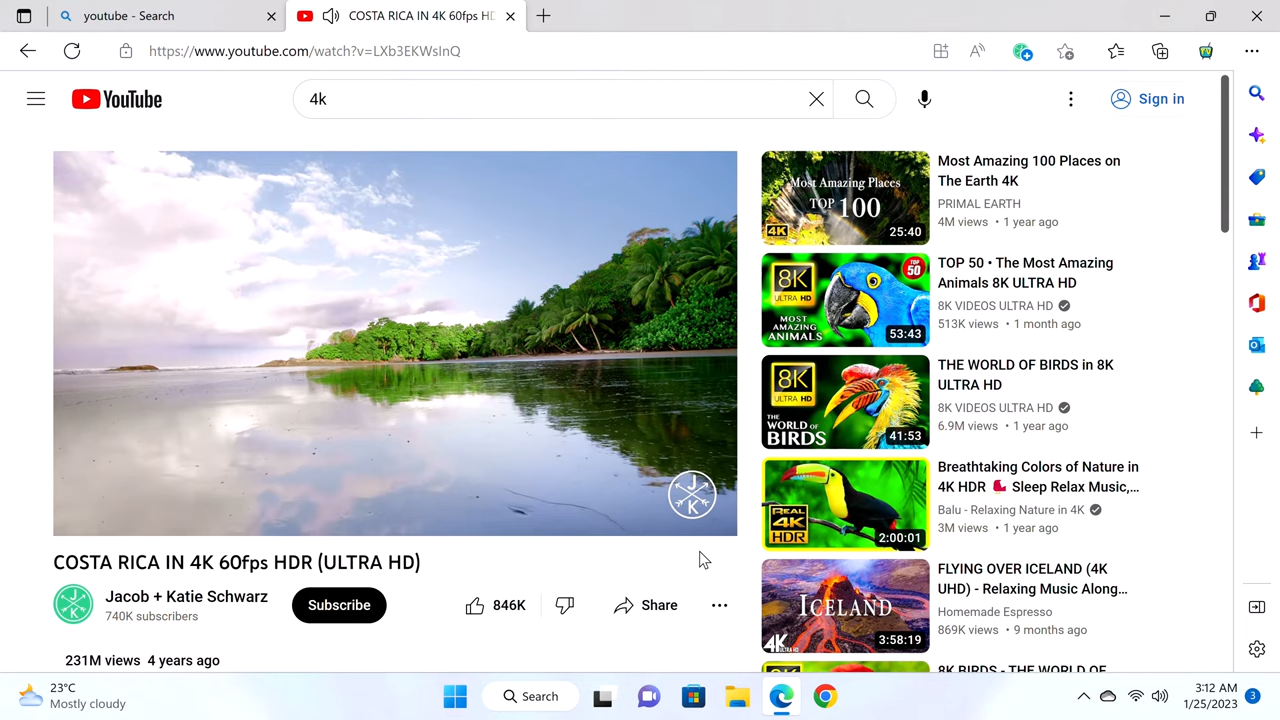 youtube - Search
COSTA RICA IN 4K 60fps HD
https://www.youtube.com/watch?v=LXb3EKWsInQ
YouTube
4k
Sign in
J K
COSTA RICA IN 4K 60fps HDR (ULTRA HD)
Jacob + Katie Schwarz
740K subscribers
Subscribe
846K
Share
231M views 4 years ago
Most Amazing Places
TOP 100
4K
25:40
Most Amazing 100 Places on
The Earth 4K
PRIMAL EARTH
4M views • 1 year ago
8K
ULTRA HD
TOP
50
MOST
AMAZING
ANIMALS
53:43
TOP 50 • The Most Amazing
Animals 8K ULTRA HD
8K VIDEOS ULTRA HD
513K views • 1 month ago
8K
ULTRA HD
THE
WORLD OF
BIRDS
41:53
THE WORLD OF BIRDS in 8K
ULTRA HD
8K VIDEOS ULTRA HD
6.9M views • 1 year ago
REAL
4K
HDR
2:00:01
Breathtaking Colors of Nature in
4K HDR Sleep Relax Music,...
Balu - Relaxing Nature in 4K
3M views • 1 year ago
ICELAND
4K
3:58:19
FLYING OVER ICELAND (4K
UHD) - Relaxing Music Along...
Homemade Espresso
869K views • 9 months ago
8K BIRDS - THE WORLD OF
23°C
Mostly cloudy
Search
3:12 AM
1/25/2023
3